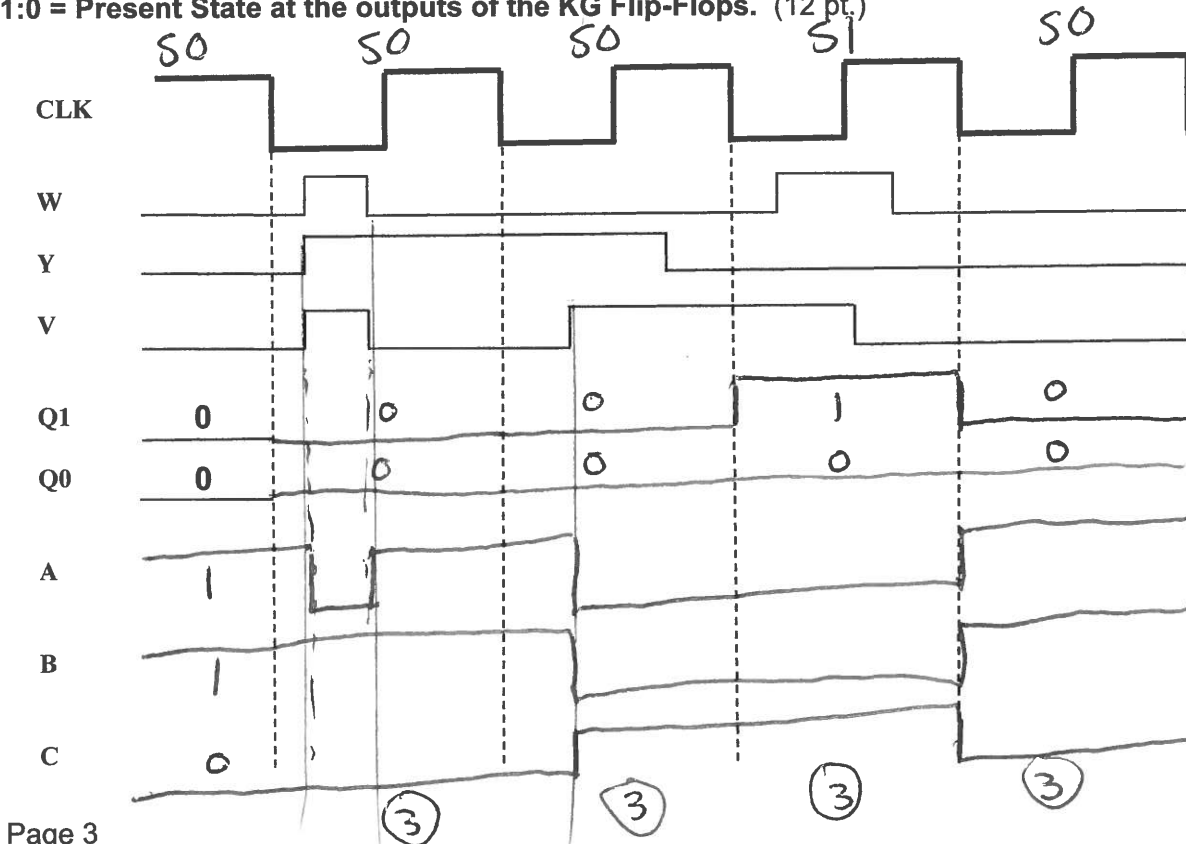 1:0 = Present State at the outputs of the KG Flip-Flops. (12 pt.)
S0 S0 S0 S1 S0
CLK
W
Y
V
Q1 0 0 0 1 0
Q0 0 0 0 0 0
A 1
B 1
C 0
3 3 3 3
Page 3